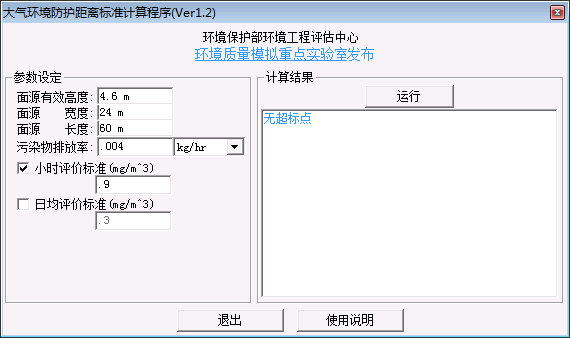 大气环境防护距离标准计算程序(Ver1.2)
环境保护部环境工程评估中心
环境质量模拟重点实验室发布
参数设定
面源有效高度: 4.6 m
面源 宽度: 24 m
面源 长度: 60 m
污染物排放率: .004 kg/hr
小时评价标准(mg/m^3)
.9
日均评价标准(mg/m^3)
.3
计算结果
运行
无超标点
退出 使用说明